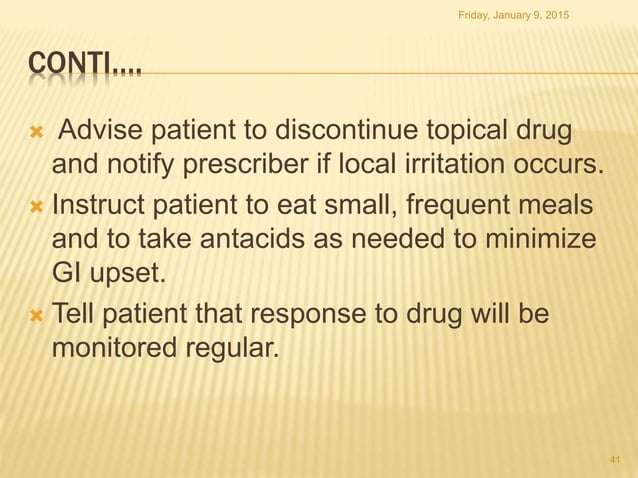 Friday, January 9, 2015
CONTI....
Advise patient to discontinue topical drug
and notify prescriber if local irritation occurs.
Instruct patient to eat small, frequent meals
and to take antacids as needed to minimize
GI upset.
Tell patient that response to drug will be
monitored regular.
41